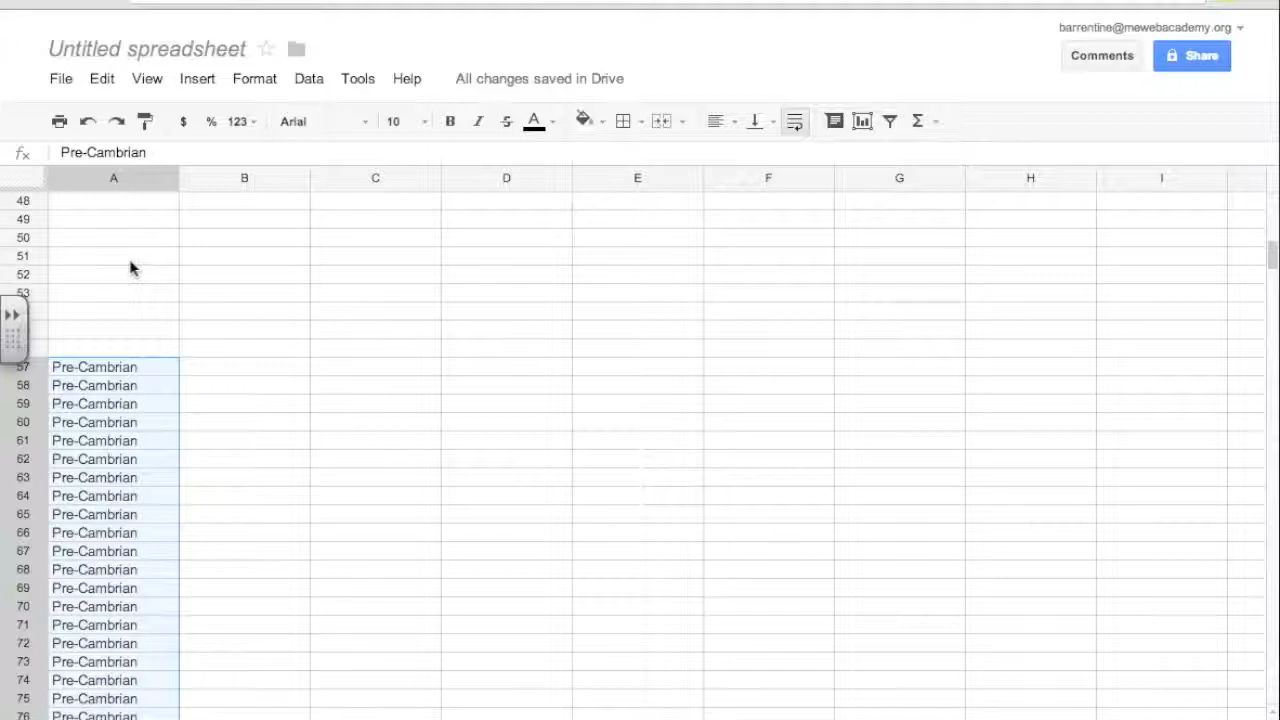 barrentine@mewebacademy.org
Untitled spreadsheet
Comments
Share
File Edit View Insert Format Data Tools Help All changes saved in Drive
$ % 123 Arial 10 B I S A Σ
fx Pre-Cambrian
A B C D E F G H I
48
49
50
51
52
53
57 Pre-Cambrian
58 Pre-Cambrian
59 Pre-Cambrian
60 Pre-Cambrian
61 Pre-Cambrian
62 Pre-Cambrian
63 Pre-Cambrian
64 Pre-Cambrian
65 Pre-Cambrian
66 Pre-Cambrian
67 Pre-Cambrian
68 Pre-Cambrian
69 Pre-Cambrian
70 Pre-Cambrian
71 Pre-Cambrian
72 Pre-Cambrian
73 Pre-Cambrian
74 Pre-Cambrian
75 Pre-Cambrian
76 Pre-Cambrian